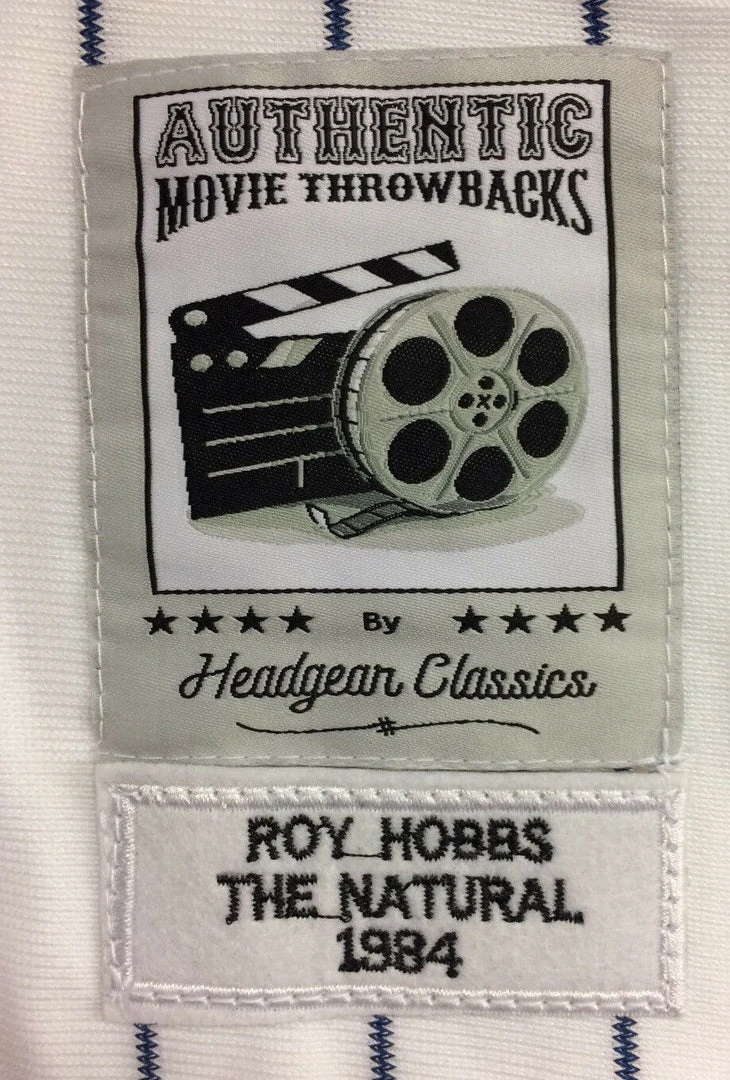 AUTHENTIC
MOVIE THROWBACKS
By
Headgear Classics
ROY HOBBS
THE NATURAL
1984